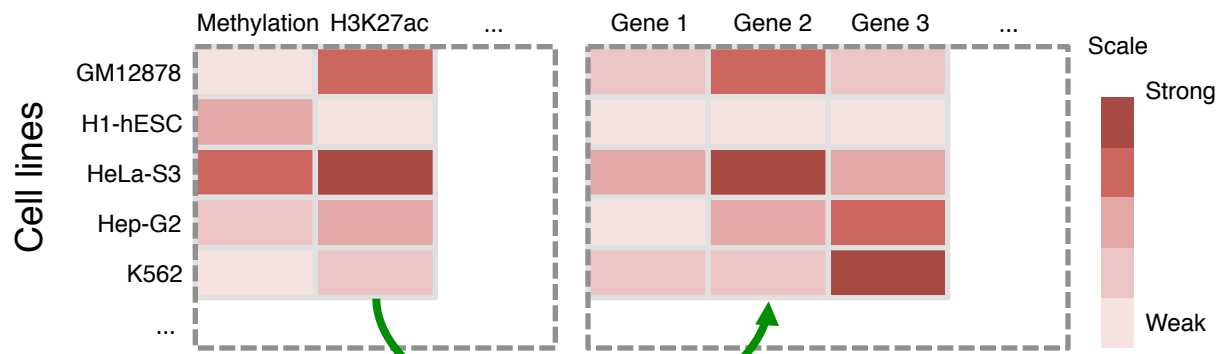 Methylation H3K27ac ... Gene 1 Gene 2 Gene 3 ...
Scale
Strong
Weak
Cell lines
GM12878
H1-hESC
HeLa-S3
Hep-G2
K562
...